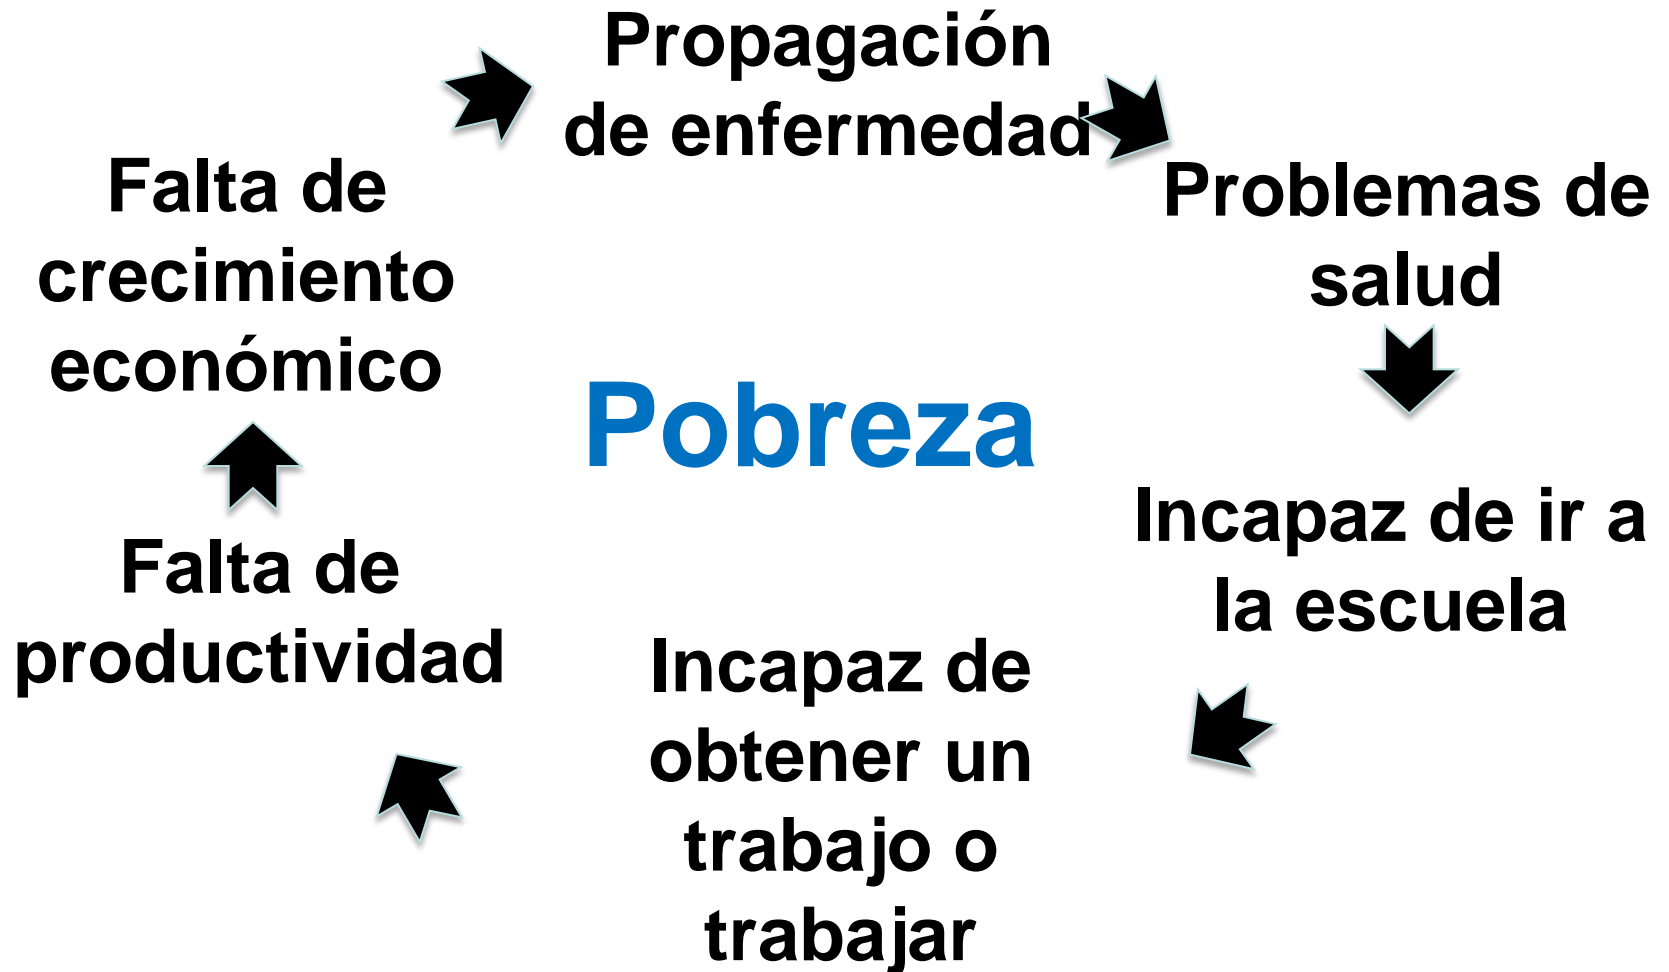 Propagación
de enfermedad
Problemas de
salud
Incapaz de ir a
la escuela
Incapaz de
obtener un
trabajo o
trabajar
Falta de
productividad
Falta de
crecimiento
económico
Pobreza